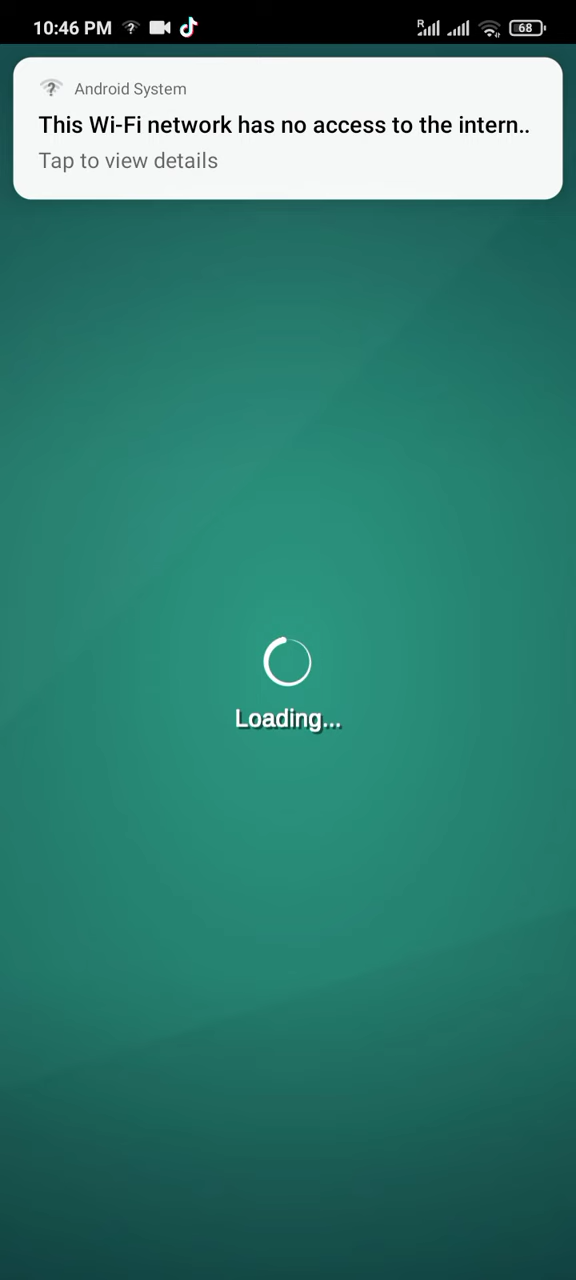 10:46 PM
R
68
Android System
This Wi-Fi network has no access to the intern..
Tap to view details
Loading...